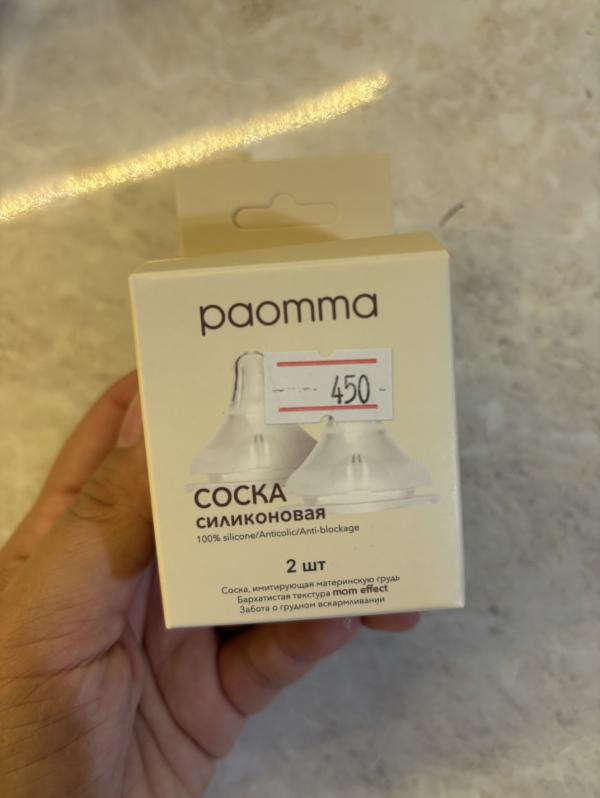 paomma
450
СОСКА
силиконовая
100% silicone/Anticolic/Anti-blockage
2 шт
Соска, имитирующая материнскую грудь
Бархатистая текстура mom effect
Забота о грудном вскармливании